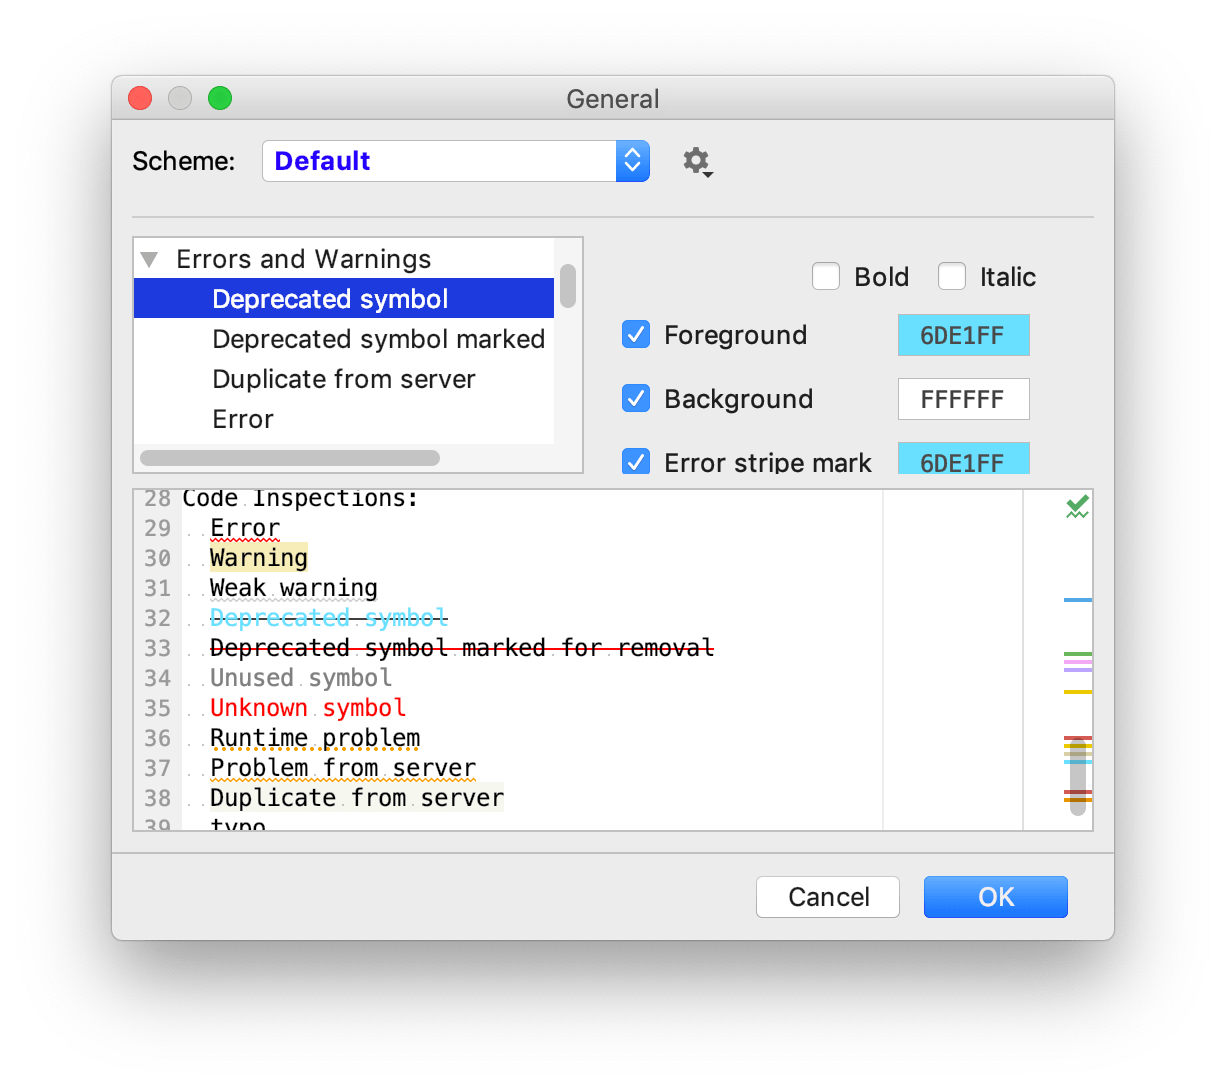 General
Scheme: Default
Errors and Warnings
Deprecated symbol
Deprecated symbol marked
Duplicate from server
Error
Bold Italic
Foreground 6DE1FF
Background FFFFFF
Error stripe mark 6DE1FF
28 Code Inspections:
29 Error
30 Warning
31 Weak warning
32 Deprecated symbol
33 Deprecated symbol marked for removal
34 Unused symbol
35 Unknown symbol
36 Runtime problem
37 Problem from server
38 Duplicate from server
39 typo
Cancel OK